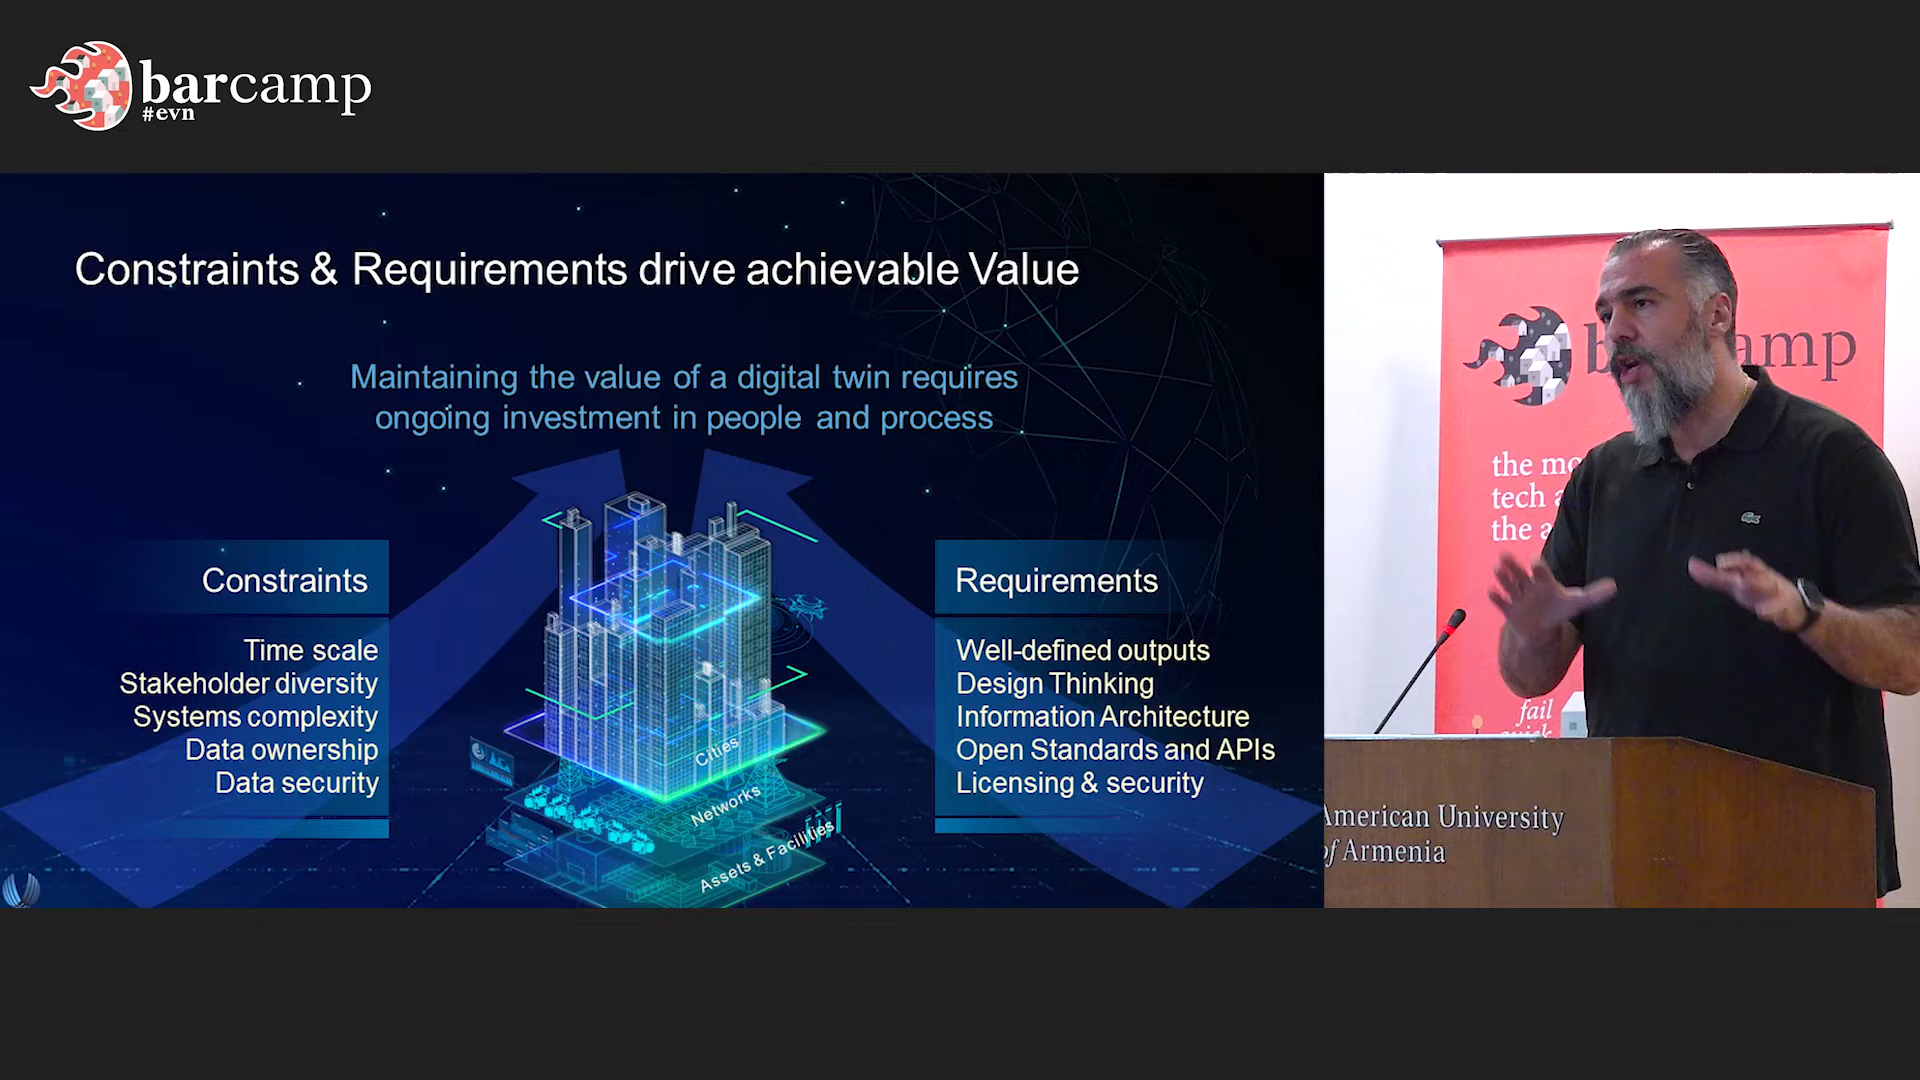 barcamp
#evn
Constraints & Requirements drive achievable Value
Maintaining the value of a digital twin requires
ongoing investment in people and process
Constraints
Time scale
Stakeholder diversity
Systems complexity
Data ownership
Data security
Requirements
Well-defined outputs
Design Thinking
Information Architecture
Open Standards and APIs
Licensing & security
Cities
Networks
Assets & Facilities
amp
the
tech
the
fail
American University
of Armenia